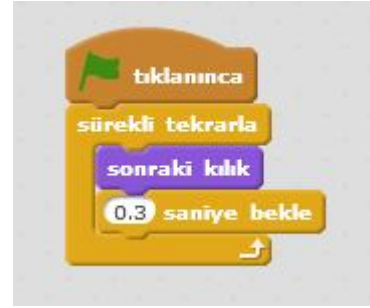 tıklanınca
sürekli tekrarla
sonraki kılık
0.3 saniye bekle